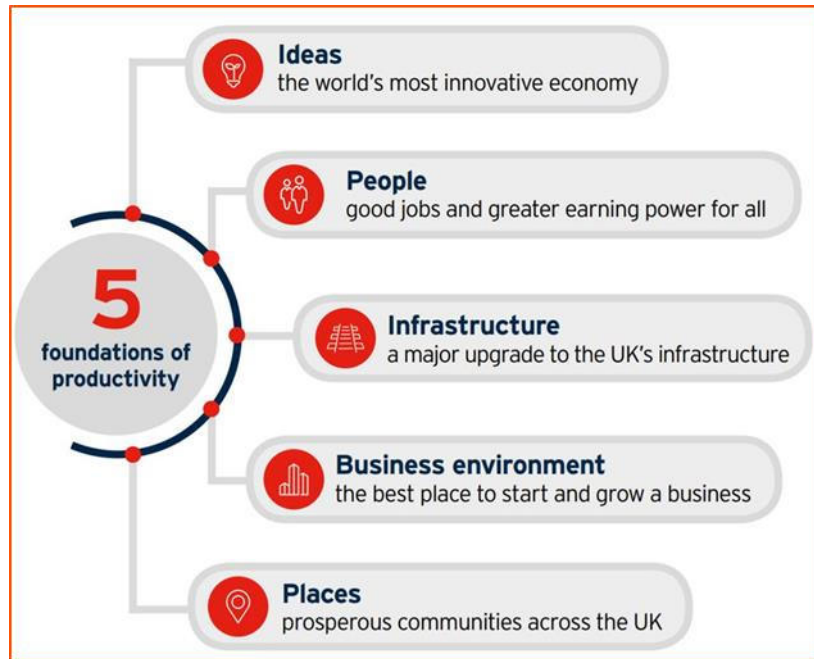 Ideas
the world's most innovative economy
People
good jobs and greater earning power for all
5
foundations of
productivity
Infrastructure
a major upgrade to the UK's infrastructure
Business environment
the best place to start and grow a business
Places
prosperous communities across the UK